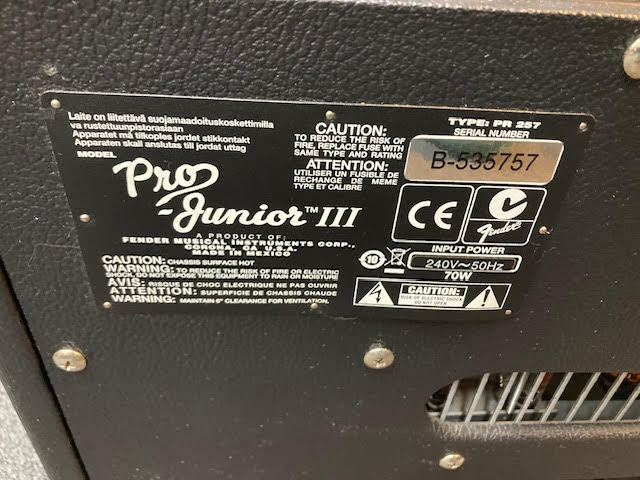 Laite on liitettävä suojamaadoituskoskettimilla
va rustettuunpistorasiaan
Apparatet må tilkoples jordet stikkontakt
Apparaten skall anslutas till jordat uttag
MODEL
Pro
Junior™ III
A PRODUCT OF:
FENDER MUSICAL INSTRUMENTS CORP.,
CORONA, CA U.S.A.
MADE IN MEXICO
CAUTION:
TO REDUCE THE RISK OF
FIRE, REPLACE FUSE WITH
SAME TYPE AND RATING
ATTENTION:
UTILISER UN FUSIBLE DE
RECHANGE DE MEME
TYPE ET CALIBRE
TYPE: PR 257
SERIAL NUMBER
B-535757
CE
Fender
INPUT POWER
10
240V~50Hz
70W
CAUTION: CHASSIS SURFACE HOT
WARNING: TO REDUCE THE RISK OF FIRE OR ELECTRIC
SHOCK, DO NOT EXPOSE THIS EQUIPMENT TO RAIN OR MOISTURE
AVIS: RISQUE DE CHOC ELECTRIQUE NE PAS OUVRIR
ATTENTION: SUPERFICIE DE CHASSIS CHAUDE
WARNING: MAINTAIN 6" CLEARANCE FOR VENTILATION.
CAUTION:
RISK OF ELECTRIC SHOCK
DO NOT OPEN